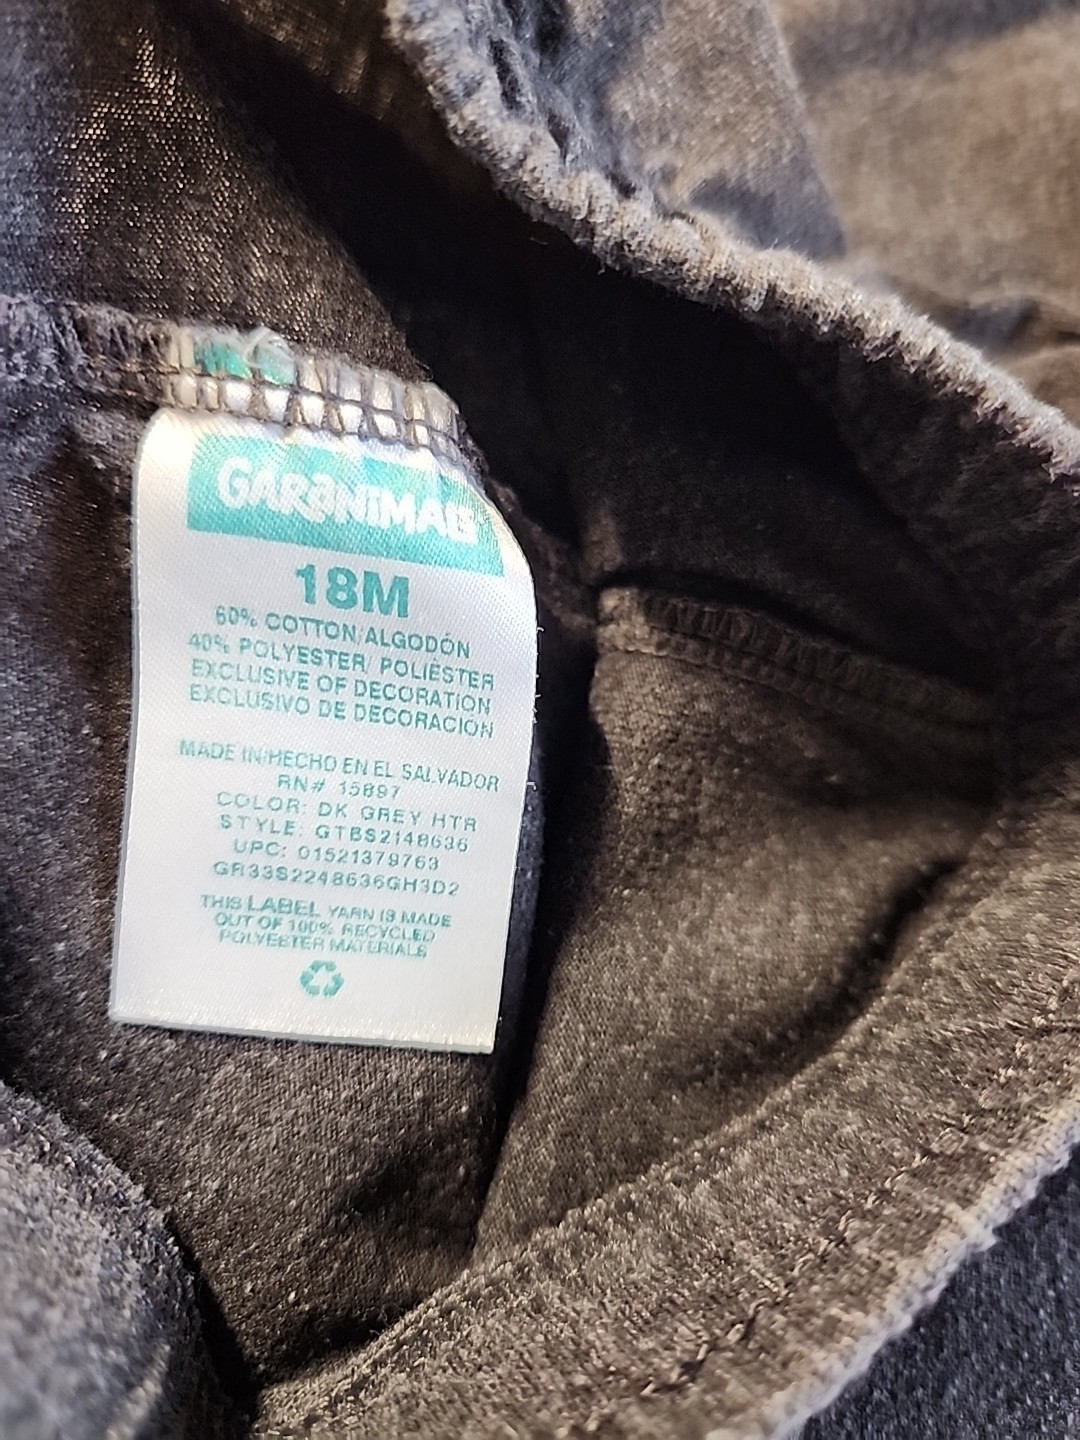 GARANIMALS
18M
60% COTTON/ALGODÓN
40% POLYESTER/ POLIÉSTER
EXCLUSIVE OF DECORATION
EXCLUSIVO DE DECORACIÓN
MADE IN/HECHO EN EL SALVADOR
RN# 15897
COLOR: DK GREY HTR
STYLE: GTBS2148636
UPC: 01521379763
GR33S2248636GH3D2
THIS LABEL YARN IS MADE
OUT OF 100% RECYCLED
POLYESTER MATERIALS